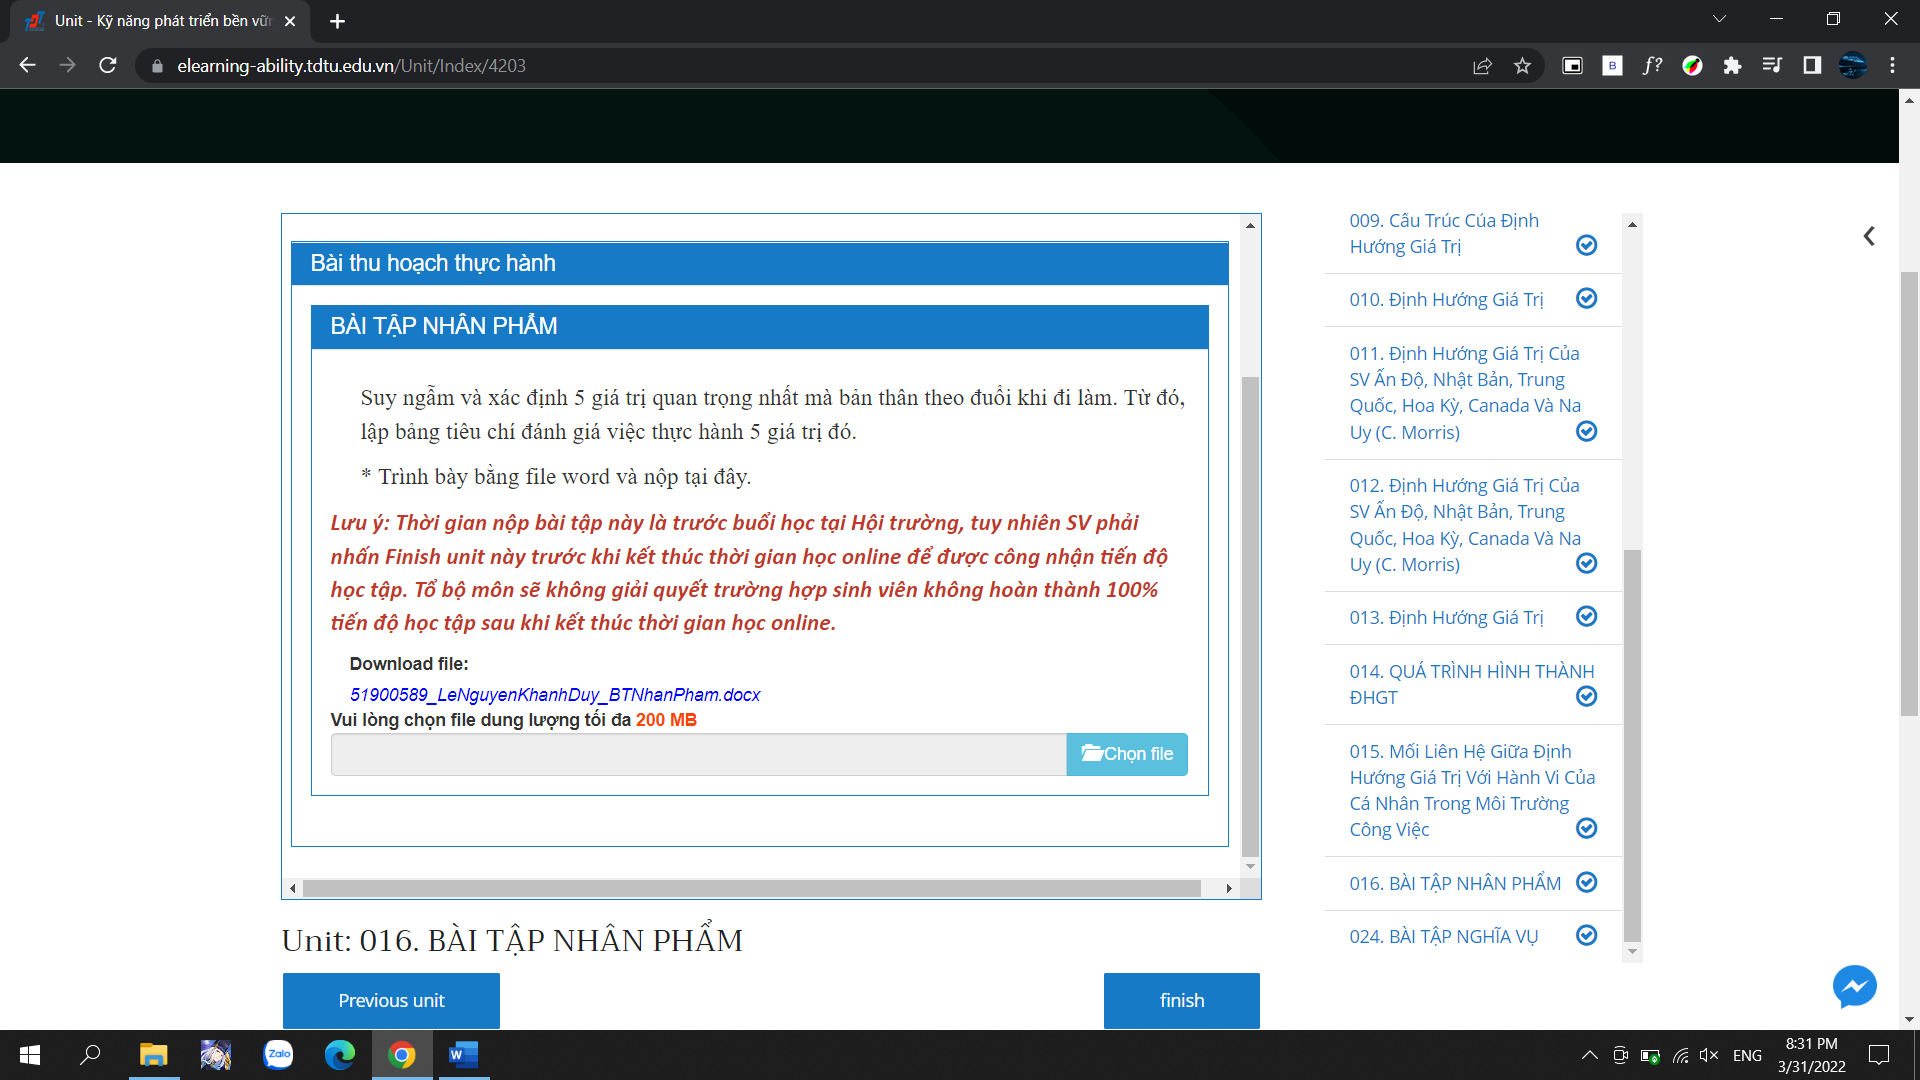 Unit - Kỹ năng phát triển bền vữn
elearning-ability.tdtu.edu.vn/Unit/Index/4203
Bài thu hoạch thực hành
BÀI TẬP NHÂN PHẨM
Suy ngẫm và xác định 5 giá trị quan trọng nhất mà bản thân theo đuổi khi đi làm. Từ đó,
lập bảng tiêu chí đánh giá việc thực hành 5 giá trị đó.
* Trình bày bằng file word và nộp tại đây.
Lưu ý: Thời gian nộp bài tập này là trước buổi học tại Hội trường, tuy nhiên SV phải
nhấn Finish unit này trước khi kết thúc thời gian học online để được công nhận tiến độ
học tập. Tổ bộ môn sẽ không giải quyết trường hợp sinh viên không hoàn thành 100%
tiến độ học tập sau khi kết thúc thời gian học online.
Download file:
51900589_LeNguyenKhanhDuy_BTNhanPham.docx
Vui lòng chọn file dung lượng tối đa 200 MB
Chọn file
Unit: 016. BÀI TẬP NHÂN PHẨM
Previous unit
finish
009. Cấu Trúc Của Định
Hướng Giá Trị
010. Định Hướng Giá Trị
011. Định Hướng Giá Trị Của
SV Ấn Độ, Nhật Bản, Trung
Quốc, Hoa Kỳ, Canada Và Na
Uy (C. Morris)
012. Định Hướng Giá Trị Của
SV Ấn Độ, Nhật Bản, Trung
Quốc, Hoa Kỳ, Canada Và Na
Uy (C. Morris)
013. Định Hướng Giá Trị
014. QUÁ TRÌNH HÌNH THÀNH
ĐHGT
015. Mối Liên Hệ Giữa Định
Hướng Giá Trị Với Hành Vi Của
Cá Nhân Trong Môi Trường
Công Việc
016. BÀI TẬP NHÂN PHẨM
024. BÀI TẬP NGHĨA VỤ
Zalo
ENG
8:31 PM
3/31/2022